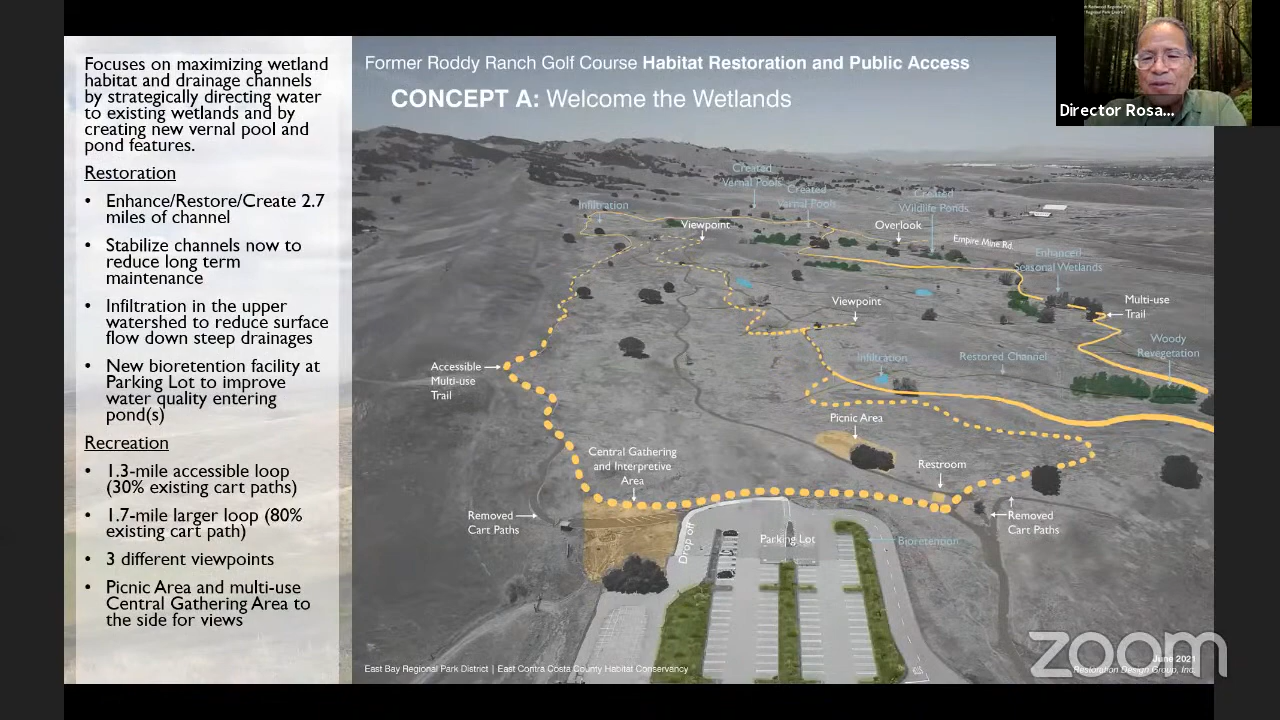 Focuses on maximizing wetland
habitat and drainage channels
by strategically directing water
to existing wetlands and by
creating new vernal pool and
pond features.
Restoration
• Enhance/Restore/Create 2.7
miles of channel
• Stabilize channels now to
reduce long term
maintenance
• Infiltration in the upper
watershed to reduce surface
flow down steep drainages
• New bioretention facility at
Parking Lot to improve
water quality entering
pond(s)
Recreation
• 1.3-mile accessible loop
(30% existing cart paths)
• 1.7-mile larger loop (80%
existing cart path)
• 3 different viewpoints
• Picnic Area and multi-use
Central Gathering Area to
the side for views
Former Roddy Ranch Golf Course Habitat Restoration and Public Access
CONCEPT A: Welcome the Wetlands
Redwood Regional Park
Regional Park District
Director Rosa...
Created
Vernal Pools
Created
Vernal Pools
Created
Wildlife Ponds
Infiltration
Viewpoint
Overlook
Empire Mine Rd.
Enhanced
Seasonal Wetlands
Viewpoint
Multi-use
Trail
Woody
Revegetation
Infiltration
Restored Channel
Accessible
Multi-use
Trail
Picnic Area
Central Gathering
and Interpretive
Area
Restroom
Removed
Cart Paths
Removed
Cart Paths
Drop off
Parking Lot
Bioretention
East Bay Regional Park District | East Contra Costa County Habitat Conservancy
June 2021
Restoration Design Group, Inc.
zoom